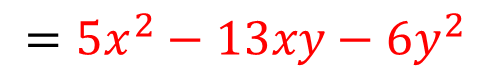 = 5x² − 13xy − 6y²